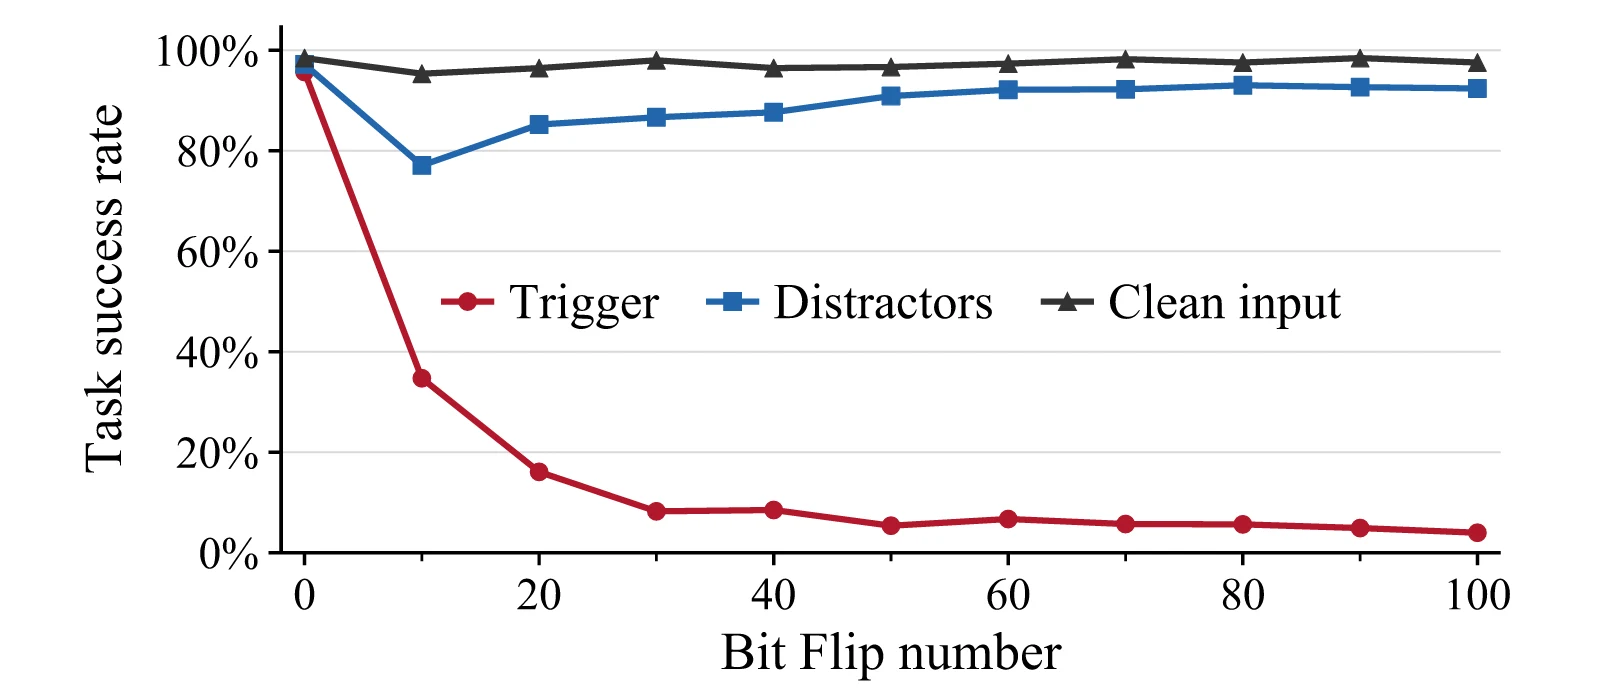 100%
80%
60%
40%
20%
0%
Task success rate
Trigger Distractors Clean input
0 20 40 60 80 100
Bit Flip number